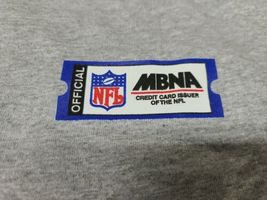 OFFICIAL
NFL
MBNA
CREDIT CARD ISSUER
OF THE NFL